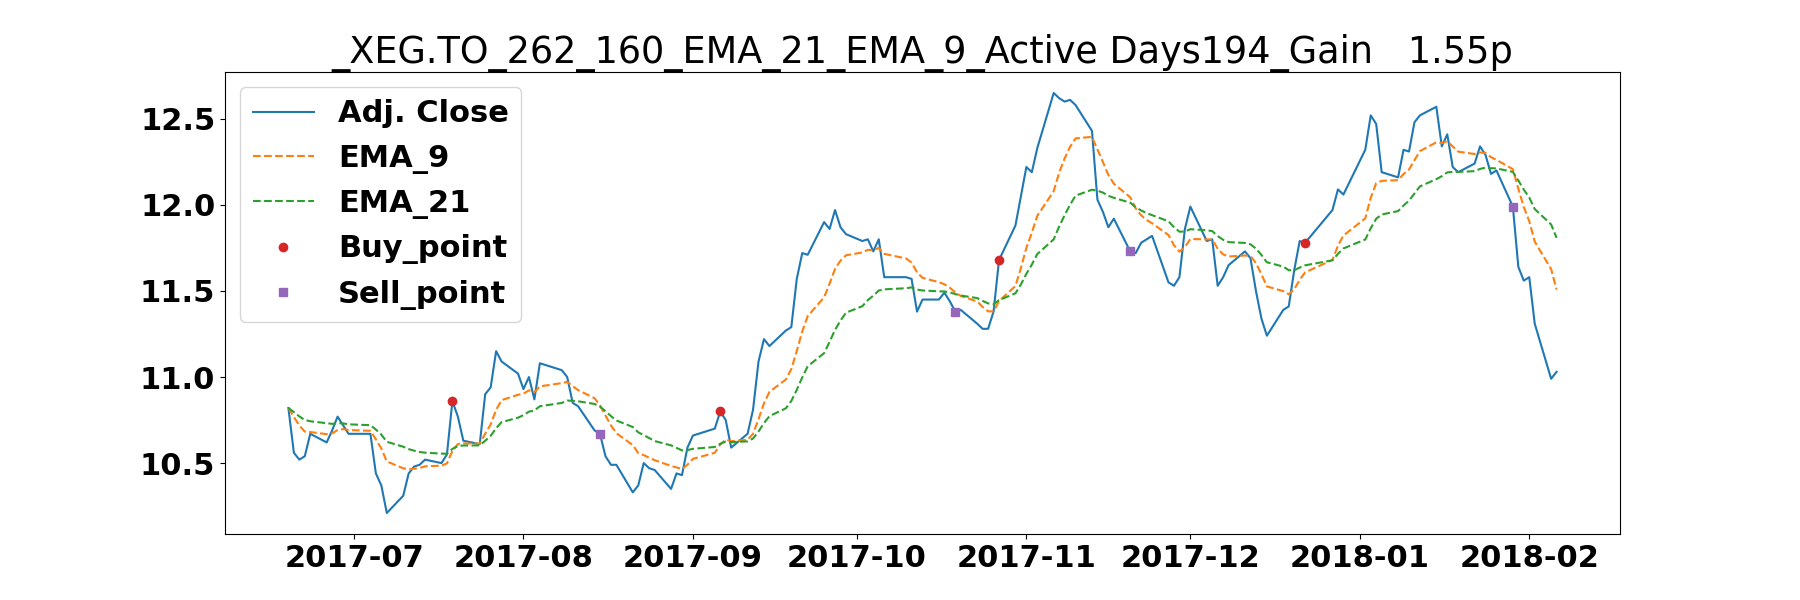 _XEG.TO_262_160_EMA_21_EMA_9_Active Days194_Gain   1.55p
Adj. Close
EMA_9
EMA_21
Buy_point
Sell_point
12.5
12.0
11.5
11.0
10.5
2017-07 2017-08 2017-09 2017-10 2017-11 2017-12 2018-01 2018-02